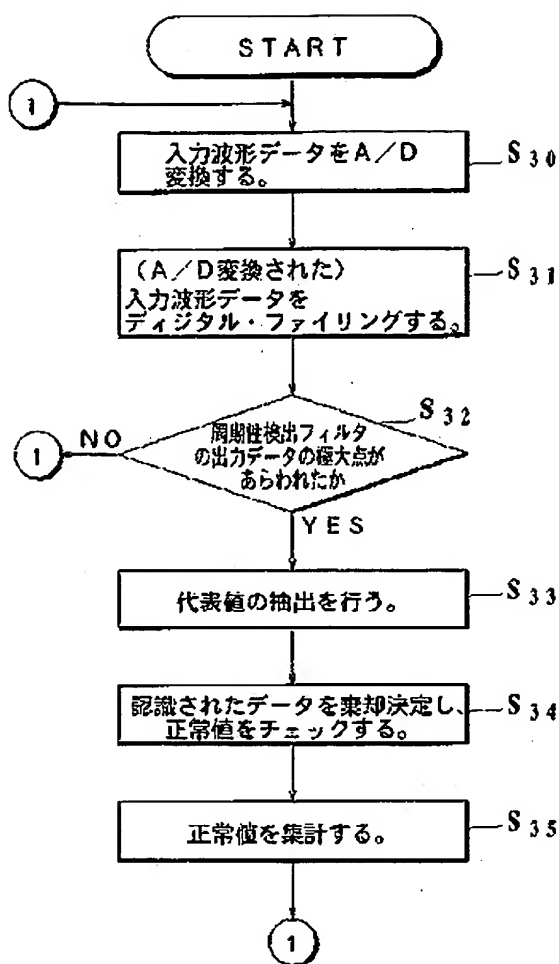 START
1
入力波形データをA/D
変換する。
S30
(A/D変換された)
入力波形データを
ディジタル・ファイリングする。
S31
周期性検出フィルタ
の出力データの極大点が
あらわれたか
S32
NO
1
YES
代表値の抽出を行う。
S33
認識されたデータを棄却決定し、
正常値をチェックする。
S34
正常値を集計する。
S35
1